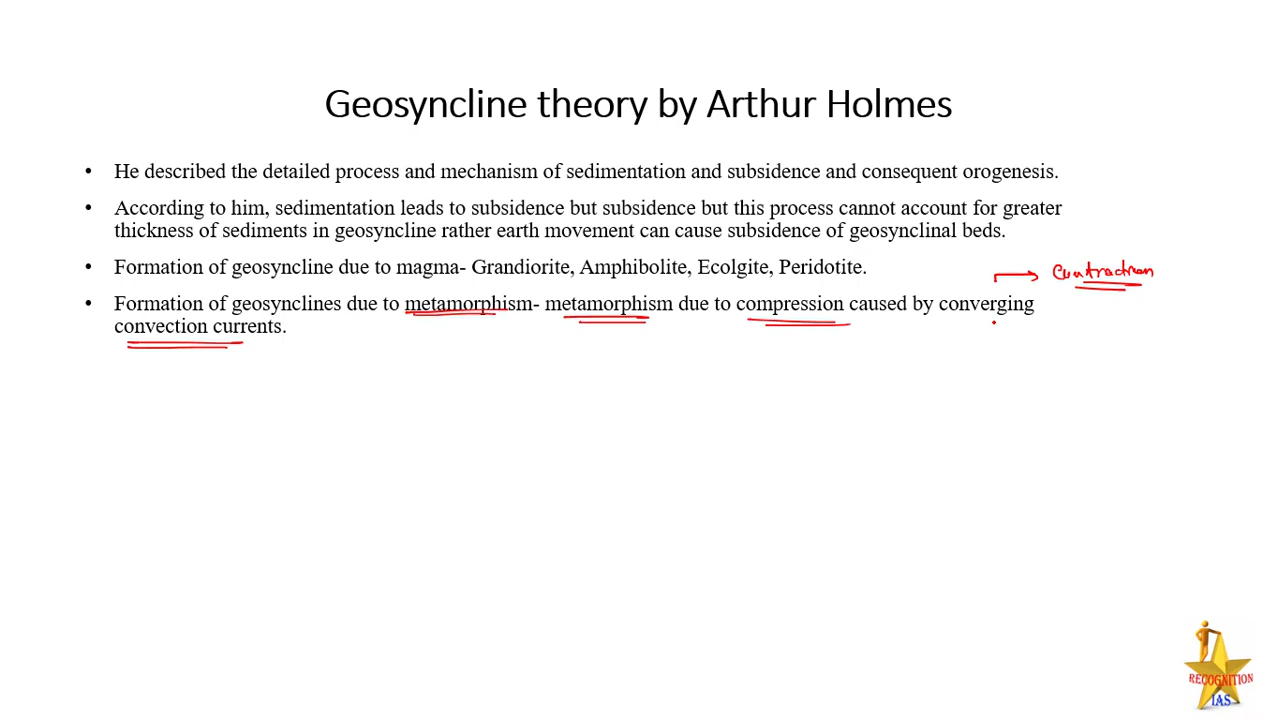 Geosyncline theory by Arthur Holmes
• He described the detailed process and mechanism of sedimentation and subsidence and consequent orogenesis.
• According to him, sedimentation leads to subsidence but subsidence but this process cannot account for greater
thickness of sediments in geosyncline rather earth movement can cause subsidence of geosynclinal beds.
• Formation of geosyncline due to magma- Grandiorite, Amphibolite, Ecolgite, Peridotite.
Contraction
• Formation of geosynclines due to metamorphism- metamorphism due to compression caused by converging
convection currents.
RECOGNITION
IAS